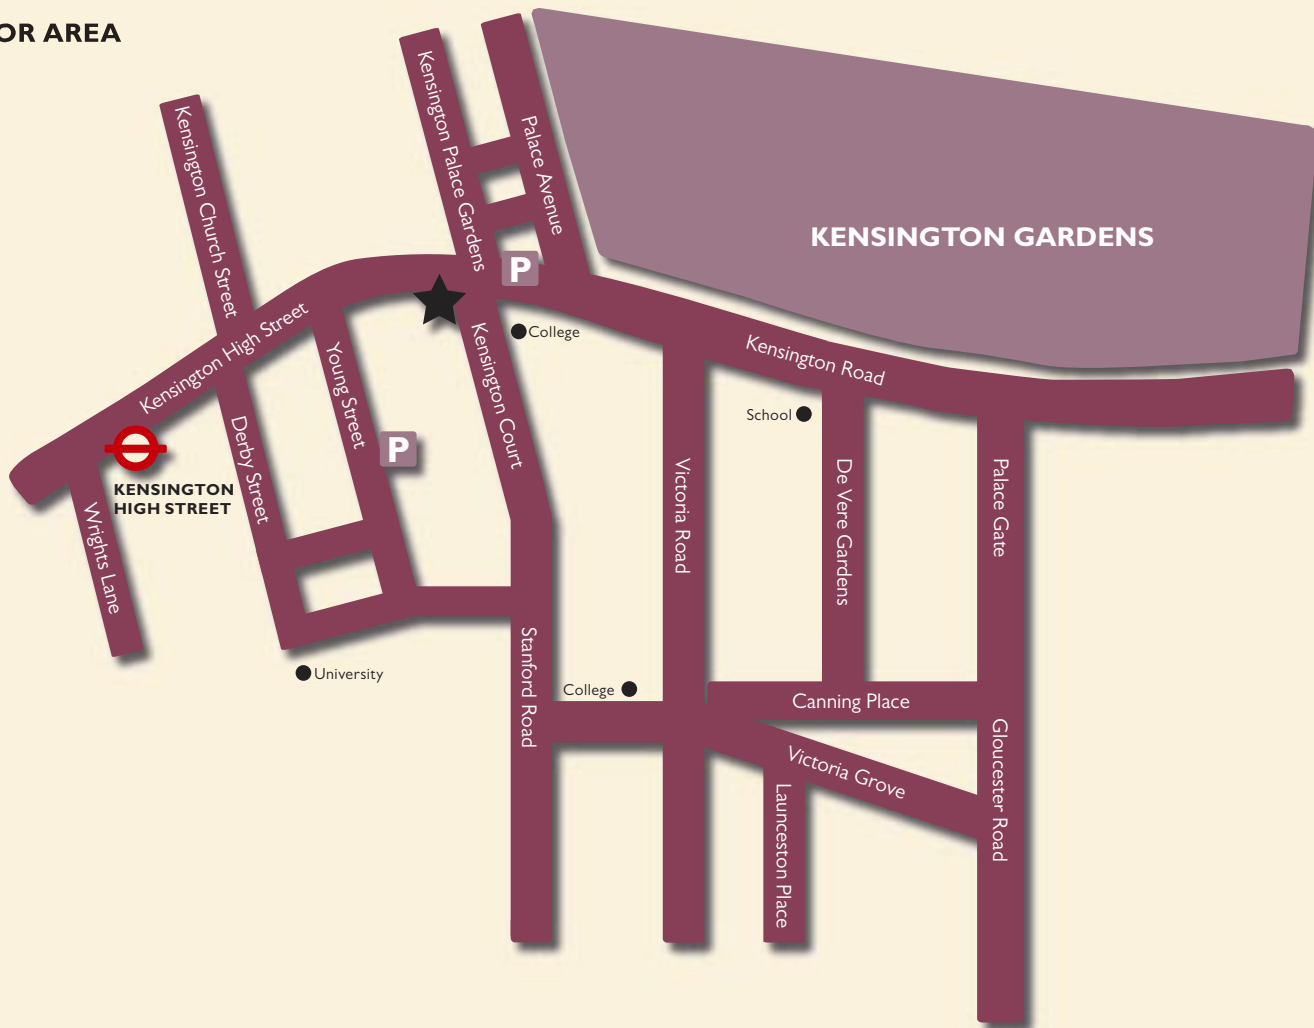 OR AREA
Kensington Church Street
Kensington Palace Gardens
Palace Avenue
KENSINGTON GARDENS
P
College
Kensington High Street
Kensington Road
Young Street
Kensington Court
School
P
Derby Street
KENSINGTON
HIGH STREET
Wrights Lane
Victoria Road
De Vere Gardens
Palace Gate
University
Stanford Road
College
Canning Place
Victoria Grove
Gloucester Road
Launceston Place